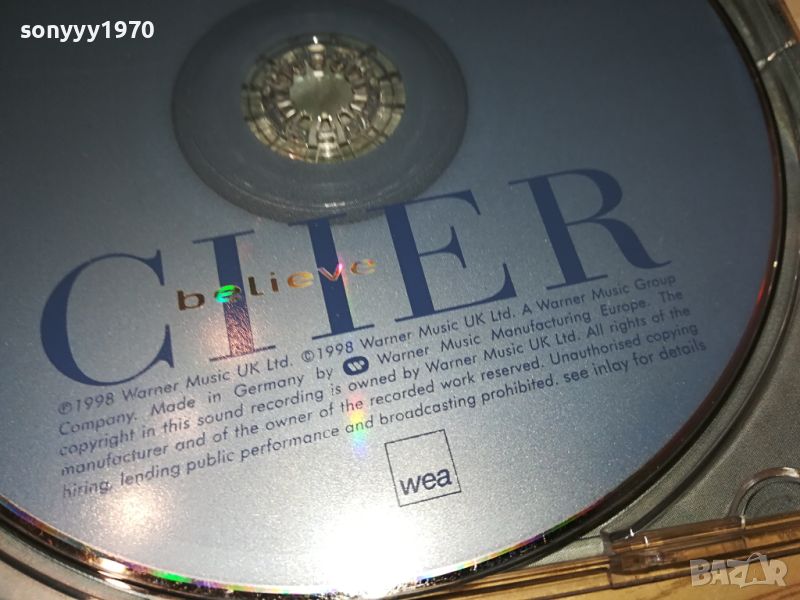 sonyyy1970
CHER
believe
℗1998 Warner Music UK Ltd. ©1998 Warner Music UK Ltd. A Warner Music Group
Company. Made in Germany by Warner Music Manufacturing Europe. The
copyright in this sound recording is owned by Warner Music UK Ltd. All rights of the
manufacturer and of the owner of the recorded work reserved. Unauthorised copying
hiring, lending public performance and broadcasting prohibited. see inlay for details
wea
BAZAR